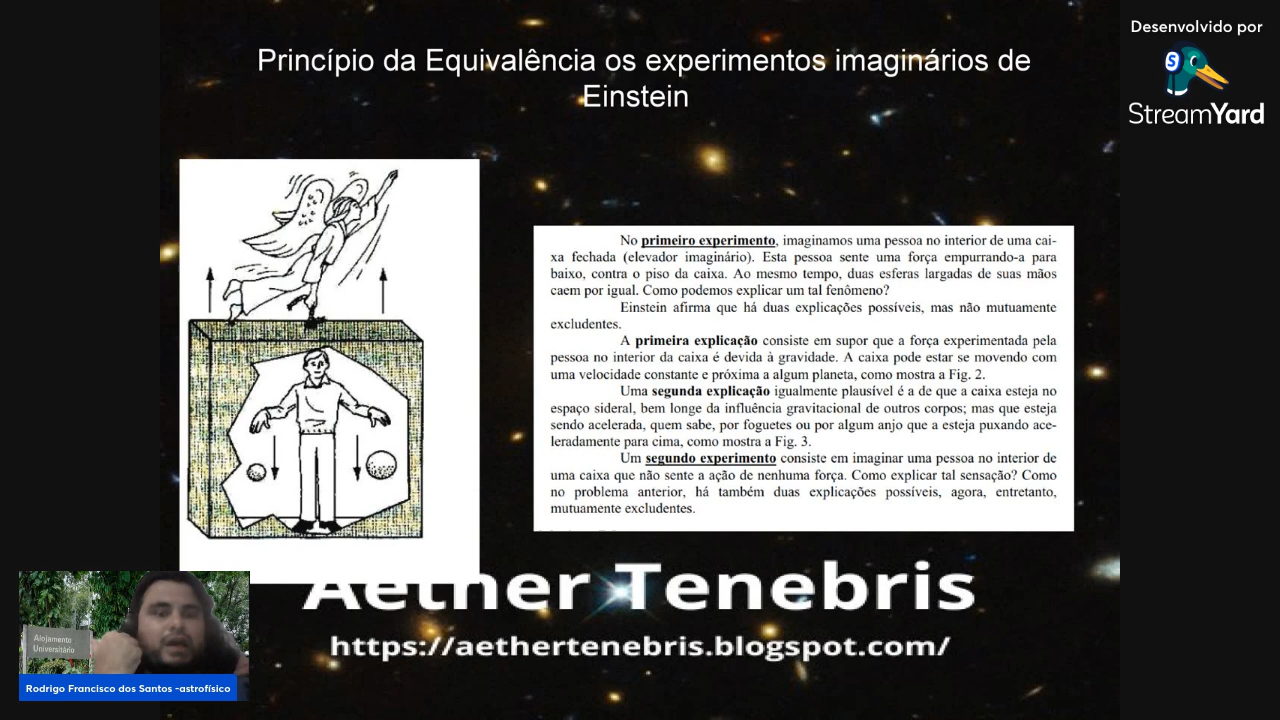 Desenvolvido por
S
StreamYard
Princípio da Equivalência os experimentos imaginários de
Einstein
No primeiro experimento, imaginamos uma pessoa no interior de uma cai-
xa fechada (elevador imaginário). Esta pessoa sente uma força empurrando-a para
baixo, contra o piso da caixa. Ao mesmo tempo, duas esferas largadas de suas mãos
caem por igual. Como podemos explicar um tal fenômeno?
Einstein afirma que há duas explicações possíveis, mas não mutuamente
excludentes.
A primeira explicação consiste em supor que a força experimentada pela
pessoa no interior da caixa é devida à gravidade. A caixa pode estar se movendo com
uma velocidade constante e próxima a algum planeta, como mostra a Fig. 2.
Uma segunda explicação igualmente plausível é a de que a caixa esteja no
espaço sideral, bem longe da influência gravitacional de outros corpos; mas que esteja
sendo acelerada, quem sabe, por foguetes ou por algum anjo que a esteja puxando ace-
leradamente para cima, como mostra a Fig. 3.
Um segundo experimento consiste em imaginar uma pessoa no interior de
uma caixa que não sente a ação de nenhuma força. Como explicar tal sensação? Como
no problema anterior, há também duas explicações possíveis, agora, entretanto,
mutuamente excludentes.
Aether Tenebris
https://aethertenebris.blogspot.com/
Alojamento
Universitário
Rodrigo Francisco dos Santos -astrofísico